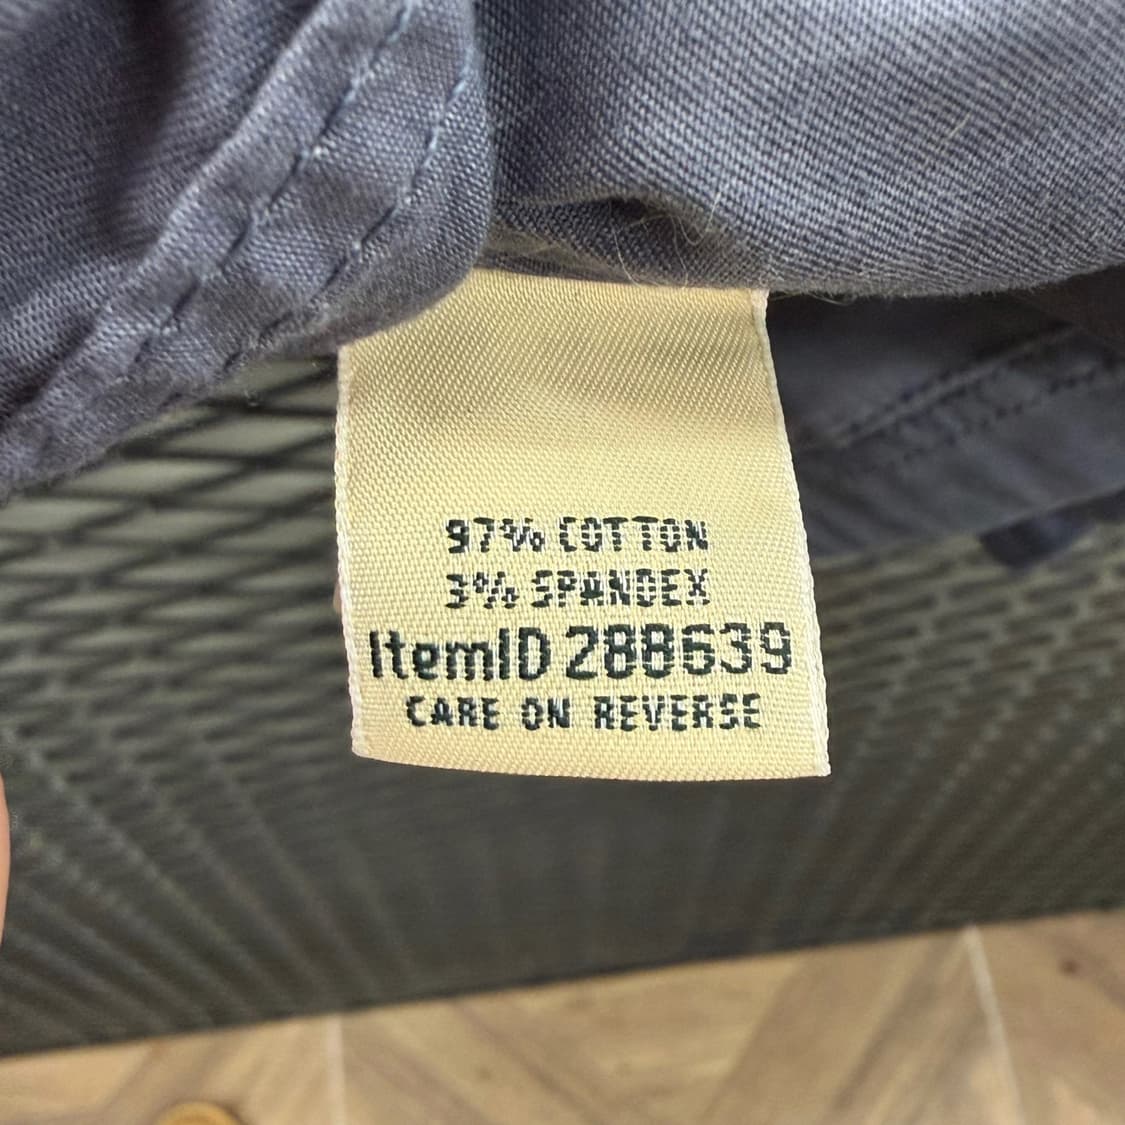 97% COTTON
3% SPANDEX
ItemID 288639
CARE ON REVERSE